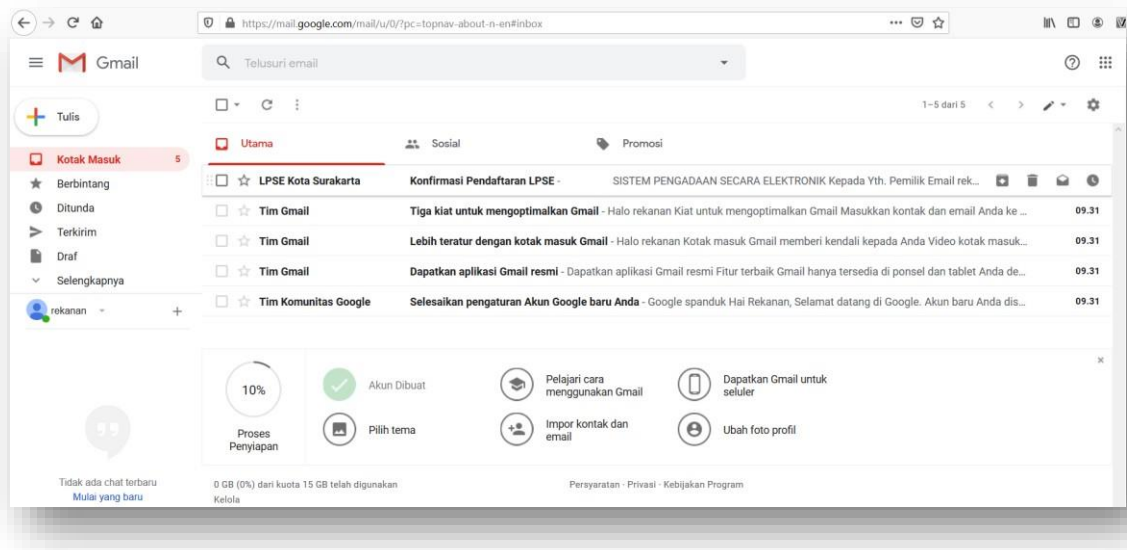 https://mail.google.com/mail/u/0/?pc=topnav-about-n-en#inbox
Gmail
Telusuri email
Tulis
1–5 dari 5
Utama
Sosial
Promosi
Kotak Masuk 5
Berbintang
Ditunda
Terkirim
Draf
Selengkapnya
rekanan
LPSE Kota Surakarta Konfirmasi Pendaftaran LPSE - SISTEM PENGADAAN SECARA ELEKTRONIK Kepada Yth. Pemilik Email rek...
Tim Gmail Tiga kiat untuk mengoptimalkan Gmail - Halo rekanan Kiat untuk mengoptimalkan Gmail Masukkan kontak dan email Anda ke ... 09.31
Tim Gmail Lebih teratur dengan kotak masuk Gmail - Halo rekanan Kotak masuk Gmail memberi kendali kepada Anda Video kotak masuk... 09.31
Tim Gmail Dapatkan aplikasi Gmail resmi - Dapatkan aplikasi Gmail resmi Fitur terbaik Gmail hanya tersedia di ponsel dan tablet Anda de... 09.31
Tim Komunitas Google Selesaikan pengaturan Akun Google baru Anda - Google spanduk Hai Rekanan, Selamat datang di Google. Akun baru Anda dis... 09.31
10%
Proses
Penyiapan
Akun Dibuat
Pelajari cara
menggunakan Gmail
Dapatkan Gmail untuk
seluler
Pilih tema
Impor kontak dan
email
Ubah foto profil
Tidak ada chat terbaru
Mulai yang baru
0 GB (0%) dari kuota 15 GB telah digunakan
Kelola
Persyaratan · Privasi · Kebijakan Program